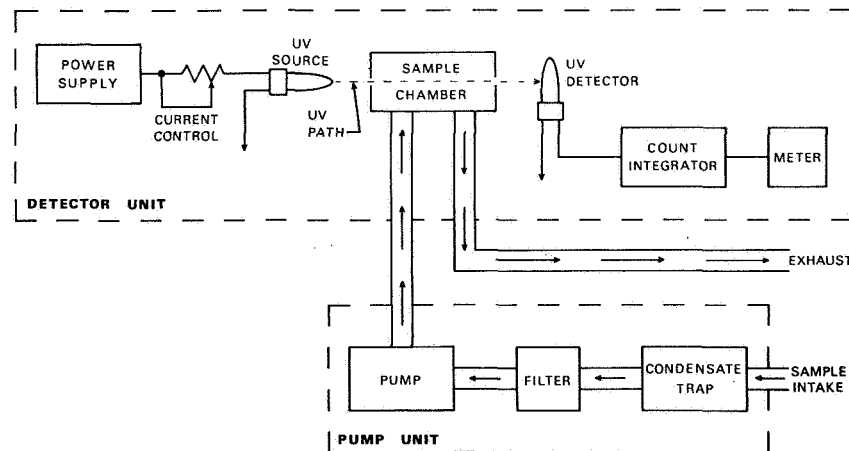 POWER
SUPPLY
CURRENT
CONTROL
UV
SOURCE
UV
PATH
SAMPLE
CHAMBER
UV
DETECTOR
COUNT
INTEGRATOR
METER
DETECTOR UNIT
EXHAUST
PUMP
FILTER
CONDENSATE
TRAP
SAMPLE
INTAKE
PUMP UNIT